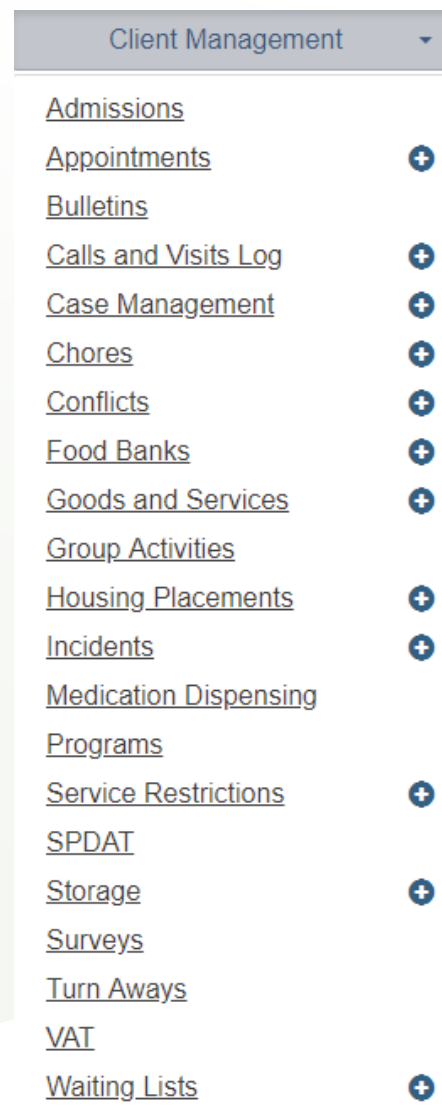 Client Management
Admissions
Appointments
Bulletins
Calls and Visits Log
Case Management
Chores
Conflicts
Food Banks
Goods and Services
Group Activities
Housing Placements
Incidents
Medication Dispensing
Programs
Service Restrictions
SPDAT
Storage
Surveys
Turn Aways
VAT
Waiting Lists